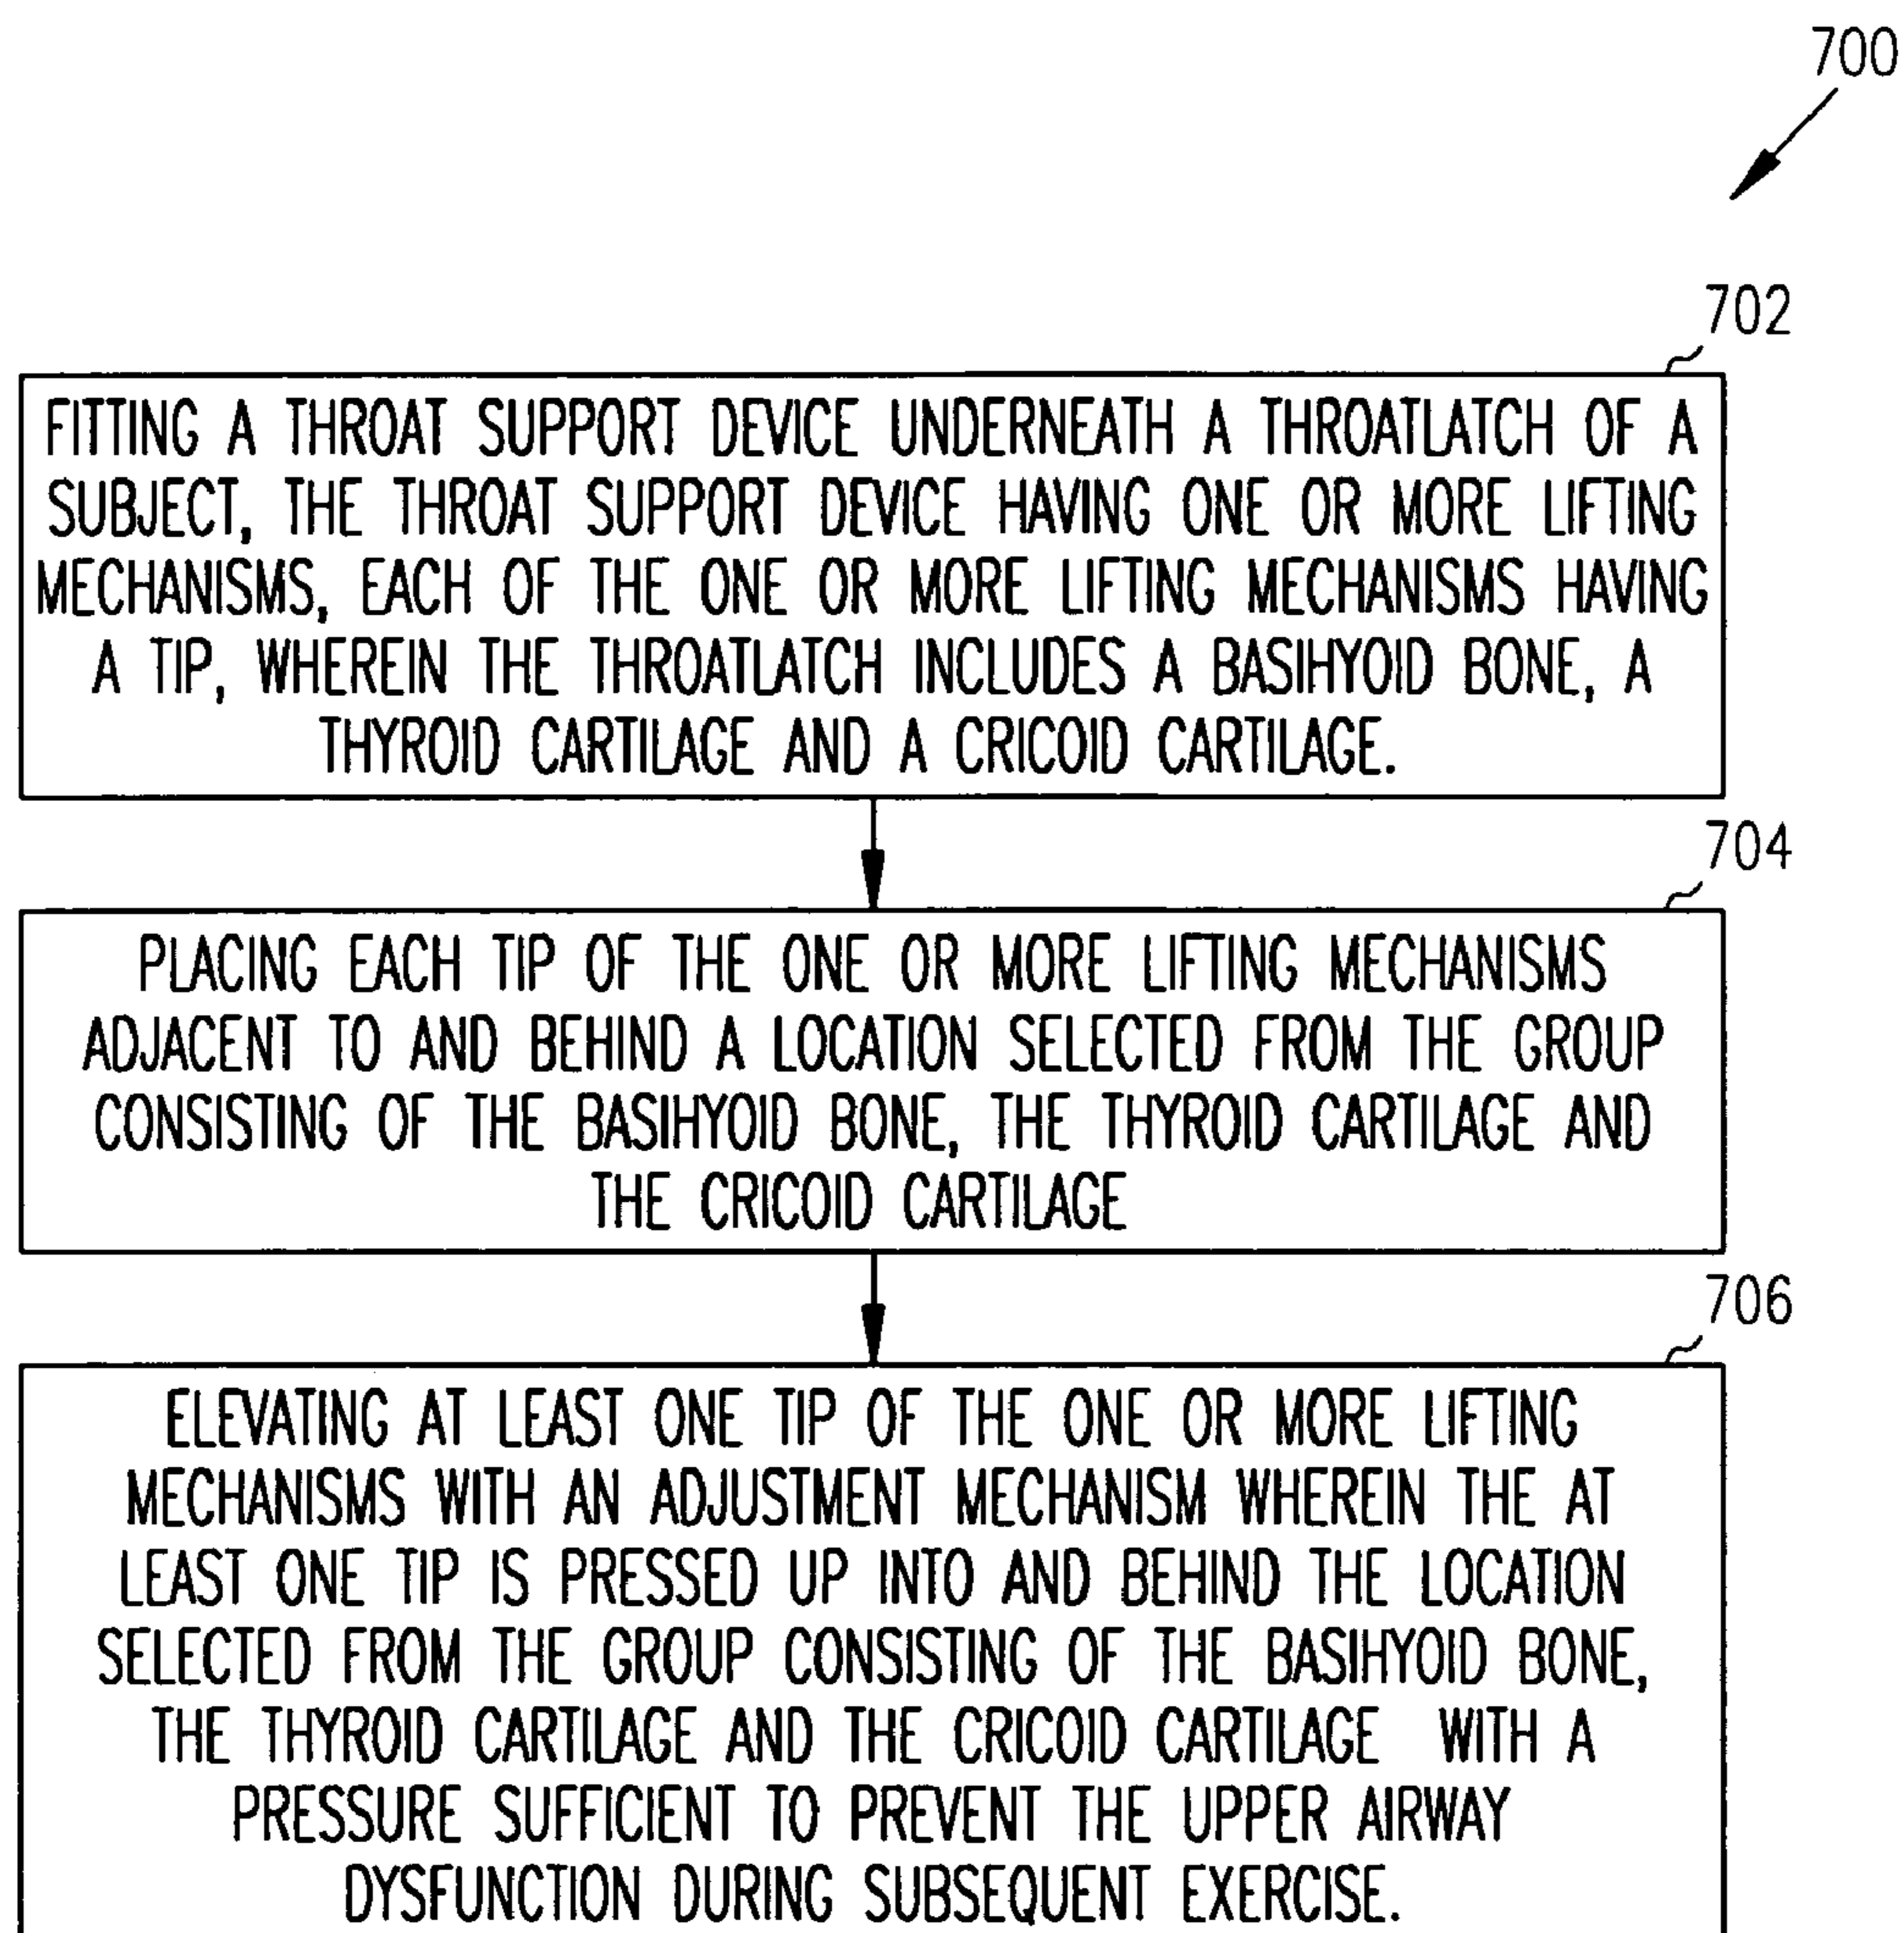 700
702
FITTING A THROAT SUPPORT DEVICE UNDERNEATH A THROATLATCH OF A
SUBJECT, THE THROAT SUPPORT DEVICE HAVING ONE OR MORE LIFTING
MECHANISMS, EACH OF THE ONE OR MORE LIFTING MECHANISMS HAVING
A TIP, WHEREIN THE THROATLATCH INCLUDES A BASIHYOID BONE, A
THYROID CARTILAGE AND A CRICOID CARTILAGE.
704
PLACING EACH TIP OF THE ONE OR MORE LIFTING MECHANISMS
ADJACENT TO AND BEHIND A LOCATION SELECTED FROM THE GROUP
CONSISTING OF THE BASIHYOID BONE, THE THYROID CARTILAGE AND
THE CRICOID CARTILAGE
706
ELEVATING AT LEAST ONE TIP OF THE ONE OR MORE LIFTING
MECHANISMS WITH AN ADJUSTMENT MECHANISM WHEREIN THE AT
LEAST ONE TIP IS PRESSED UP INTO AND BEHIND THE LOCATION
SELECTED FROM THE GROUP CONSISTING OF THE BASIHYOID BONE,
THE THYROID CARTILAGE AND THE CRICOID CARTILAGE WITH A
PRESSURE SUFFICIENT TO PREVENT THE UPPER AIRWAY
DYSFUNCTION DURING SUBSEQUENT EXERCISE.